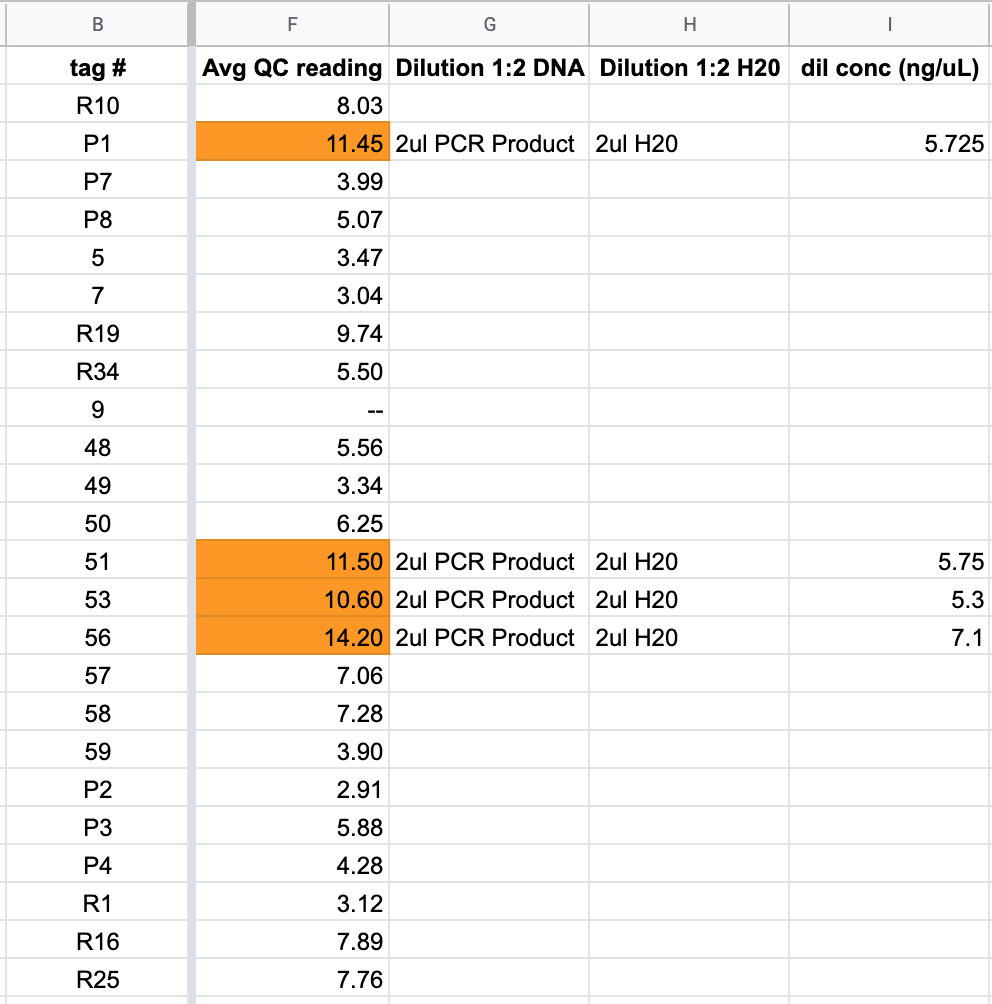 B F G H I
tag # Avg QC reading Dilution 1:2 DNA Dilution 1:2 H20 dil conc (ng/uL)
R10 8.03
P1 11.45 2ul PCR Product 2ul H20 5.725
P7 3.99
P8 5.07
5 3.47
7 3.04
R19 9.74
R34 5.50
9 --
48 5.56
49 3.34
50 6.25
51 11.50 2ul PCR Product 2ul H20 5.75
53 10.60 2ul PCR Product 2ul H20 5.3
56 14.20 2ul PCR Product 2ul H20 7.1
57 7.06
58 7.28
59 3.90
P2 2.91
P3 5.88
P4 4.28
R1 3.12
R16 7.89
R25 7.76